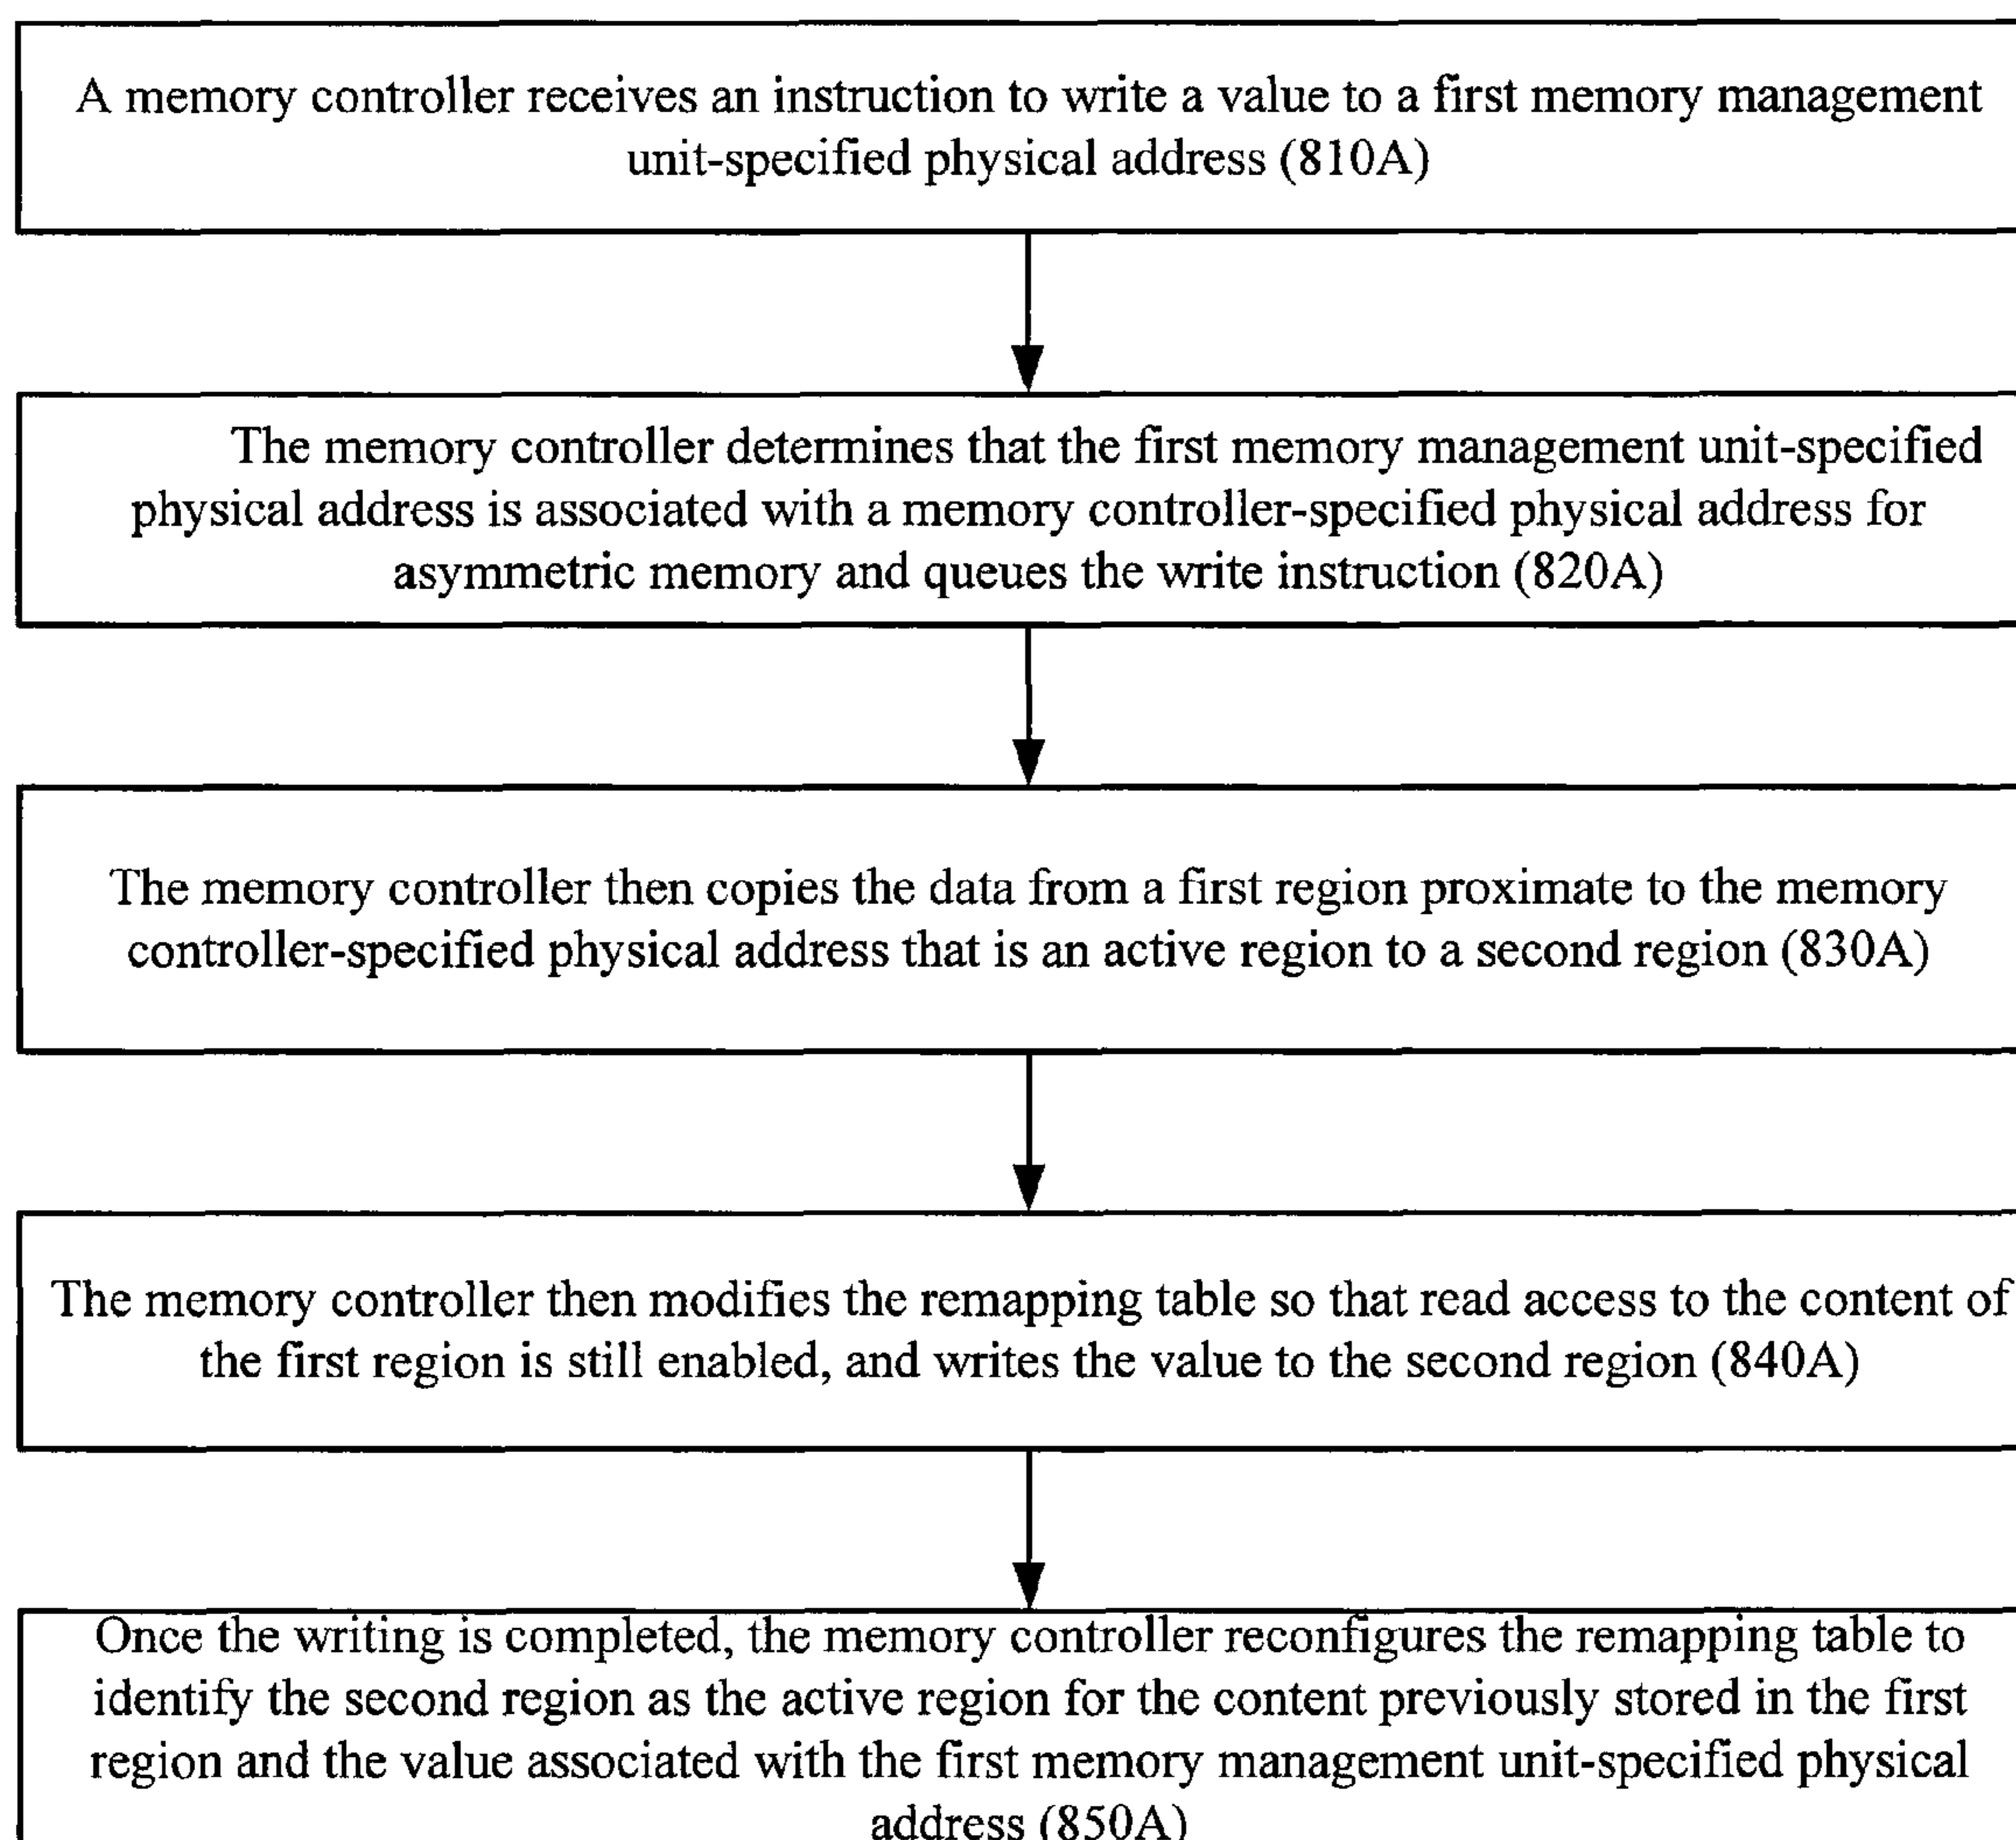 A memory controller receives an instruction to write a value to a first memory management
unit-specified physical address (810A)
The memory controller determines that the first memory management unit-specified
physical address is associated with a memory controller-specified physical address for
asymmetric memory and queues the write instruction (820A)
The memory controller then copies the data from a first region proximate to the memory
controller-specified physical address that is an active region to a second region (830A)
The memory controller then modifies the remapping table so that read access to the content of
the first region is still enabled, and writes the value to the second region (840A)
Once the writing is completed, the memory controller reconfigures the remapping table to
identify the second region as the active region for the content previously stored in the first
region and the value associated with the first memory management unit-specified physical
address (850A)